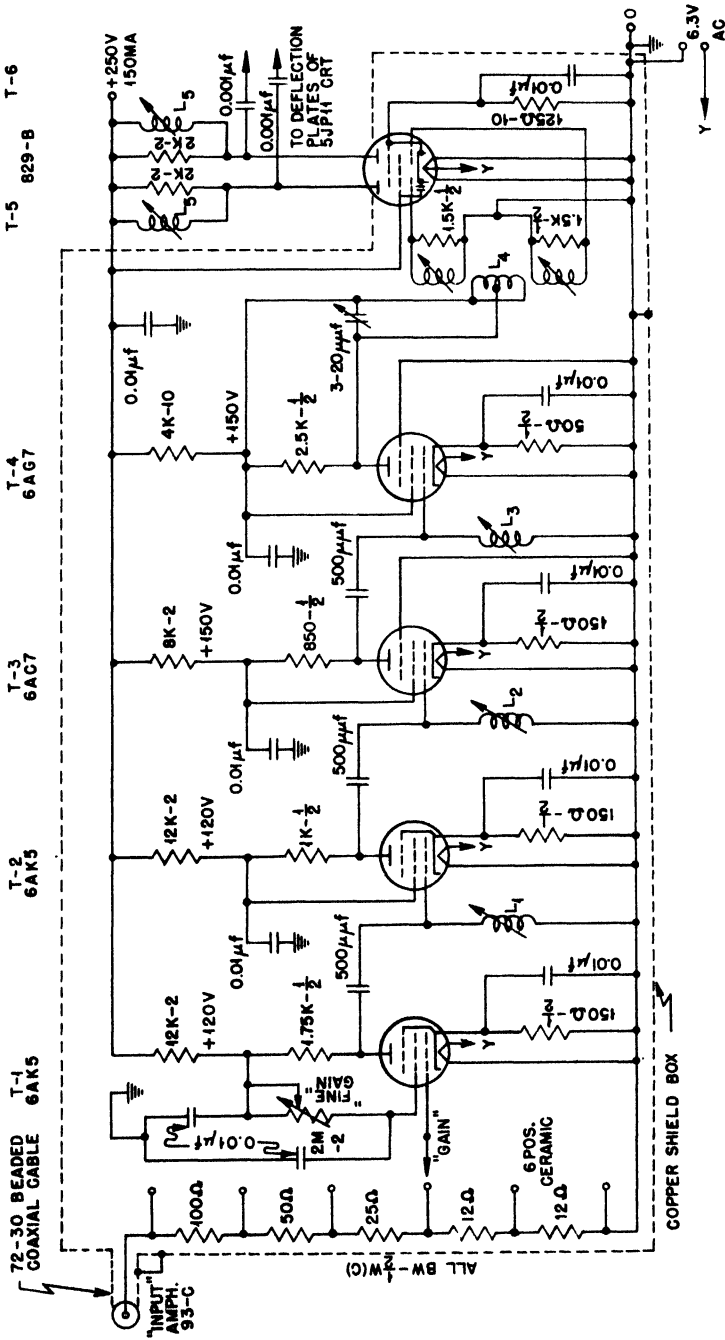 72-30 BEADED
COAXIAL CABLE
"INPUT"
AMPH.
93-C
T-1
6AK5
T-2
6AK5
T-3
6AC7
T-4
6AG7
T-5 829-B T-6
+250V
150MA
12K-2
+120V
12K-2
+120V
8K-2
+150V
4K-10
+150V
0.01μf
2K-2
2K-2
L5
L5
0.001μf
0.001μf
TO DEFLECTION
PLATES OF
5JP11 CRT
0.01μf
2M
-2
"FINE"
GAIN
1.75K-1/2
0.01μf
1K-1/2
0.01μf
850-1/2
0.01μf
2.5K-1/2
3-20μμf
500μμf
500μμf
500μμf
L4
1.5K-1/2
1.5K-1/2
"GAIN"
Y
Y
Y
Y
Y
L1
L2
L3
150Ω-1/2
0.01μf
150Ω-1/2
0.01μf
150Ω-1/2
0.01μf
50Ω-1/2
0.01μf
125Ω-10
0.01μf
100Ω
50Ω
25Ω
12Ω
12Ω
6 POS.
CERAMIC
ALL BW-1/2W(C)
COPPER SHIELD BOX
0
6.3V
AC
Y